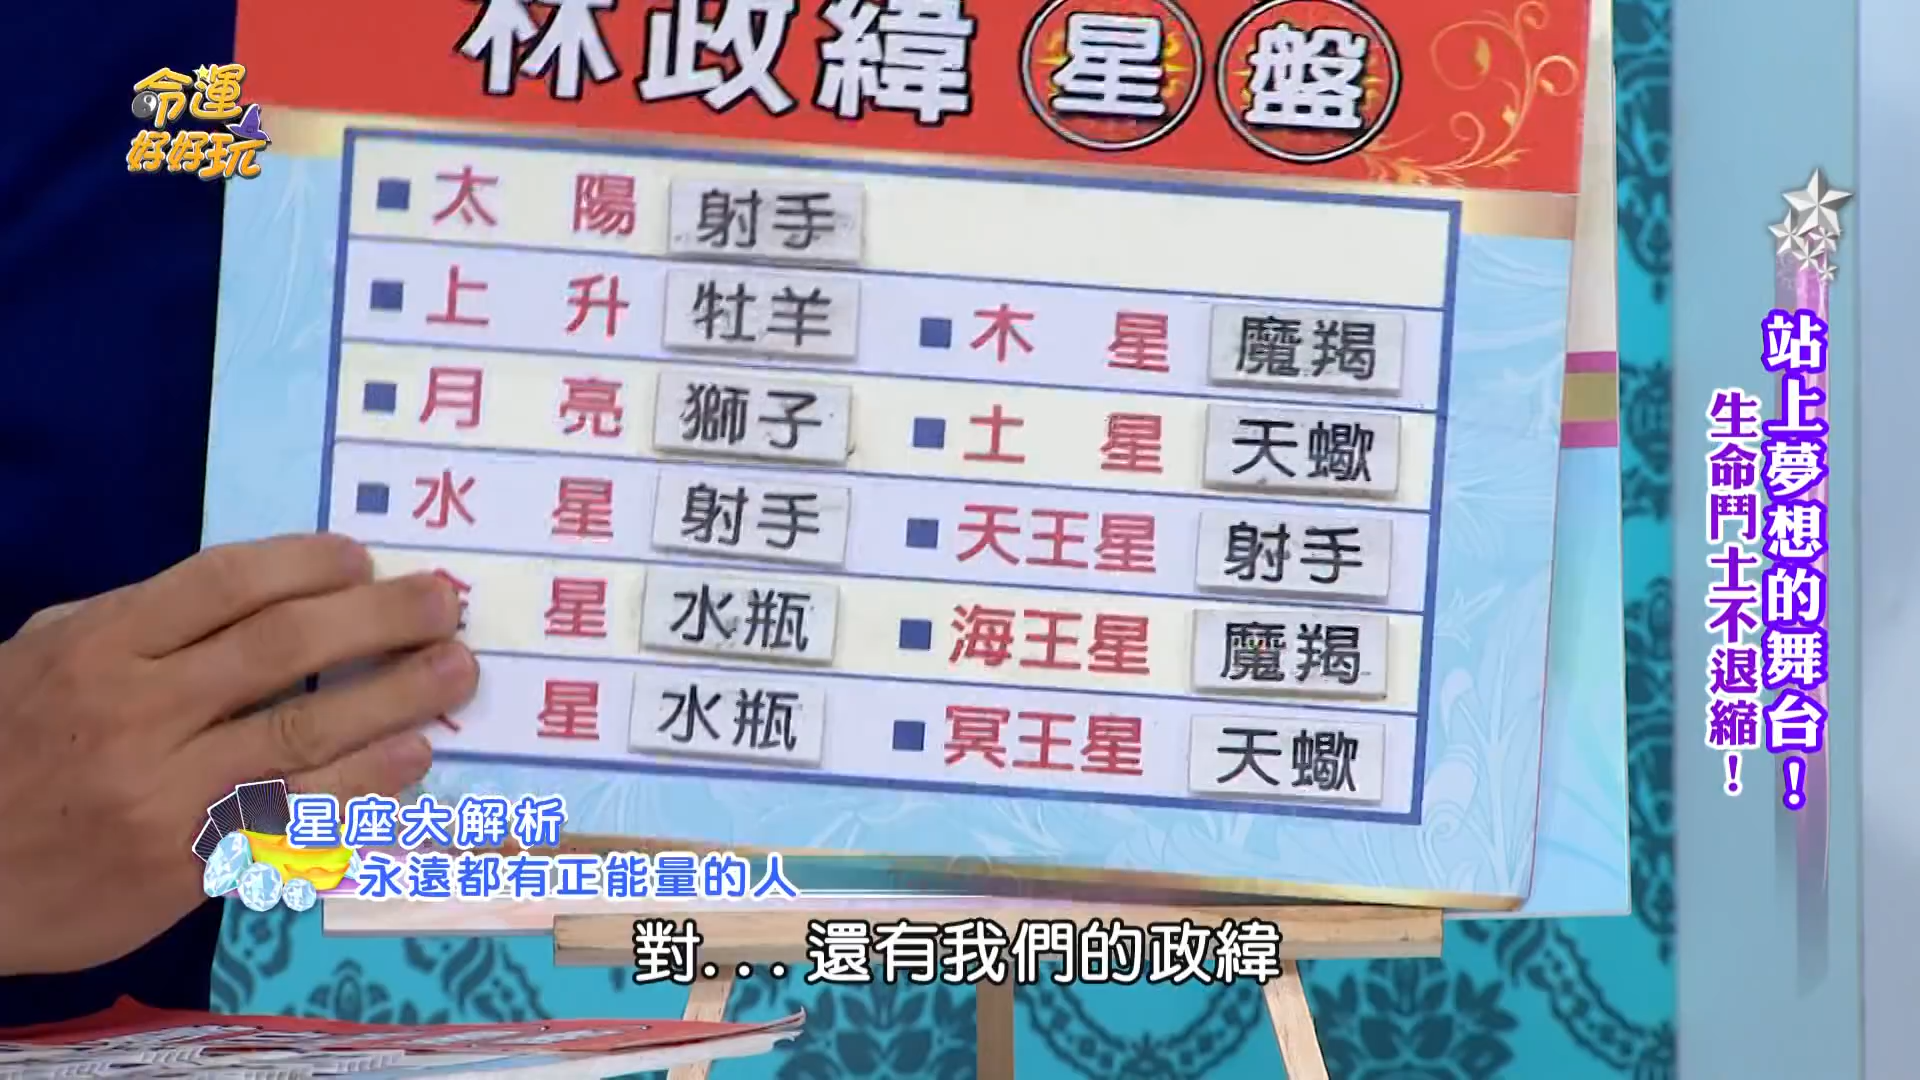 林政緯 星盤
命運
好好玩
太陽 射手
上升 牡羊
月亮 獅子
水星 射手
金星 水瓶
星 水瓶
木星 魔羯
土星 天蠍
天王星 射手
海王星 魔羯
冥王星 天蠍
站上夢想的舞台！
生命鬥士不退縮！
星座大解析
永遠都有正能量的人
對...還有我們的政緯